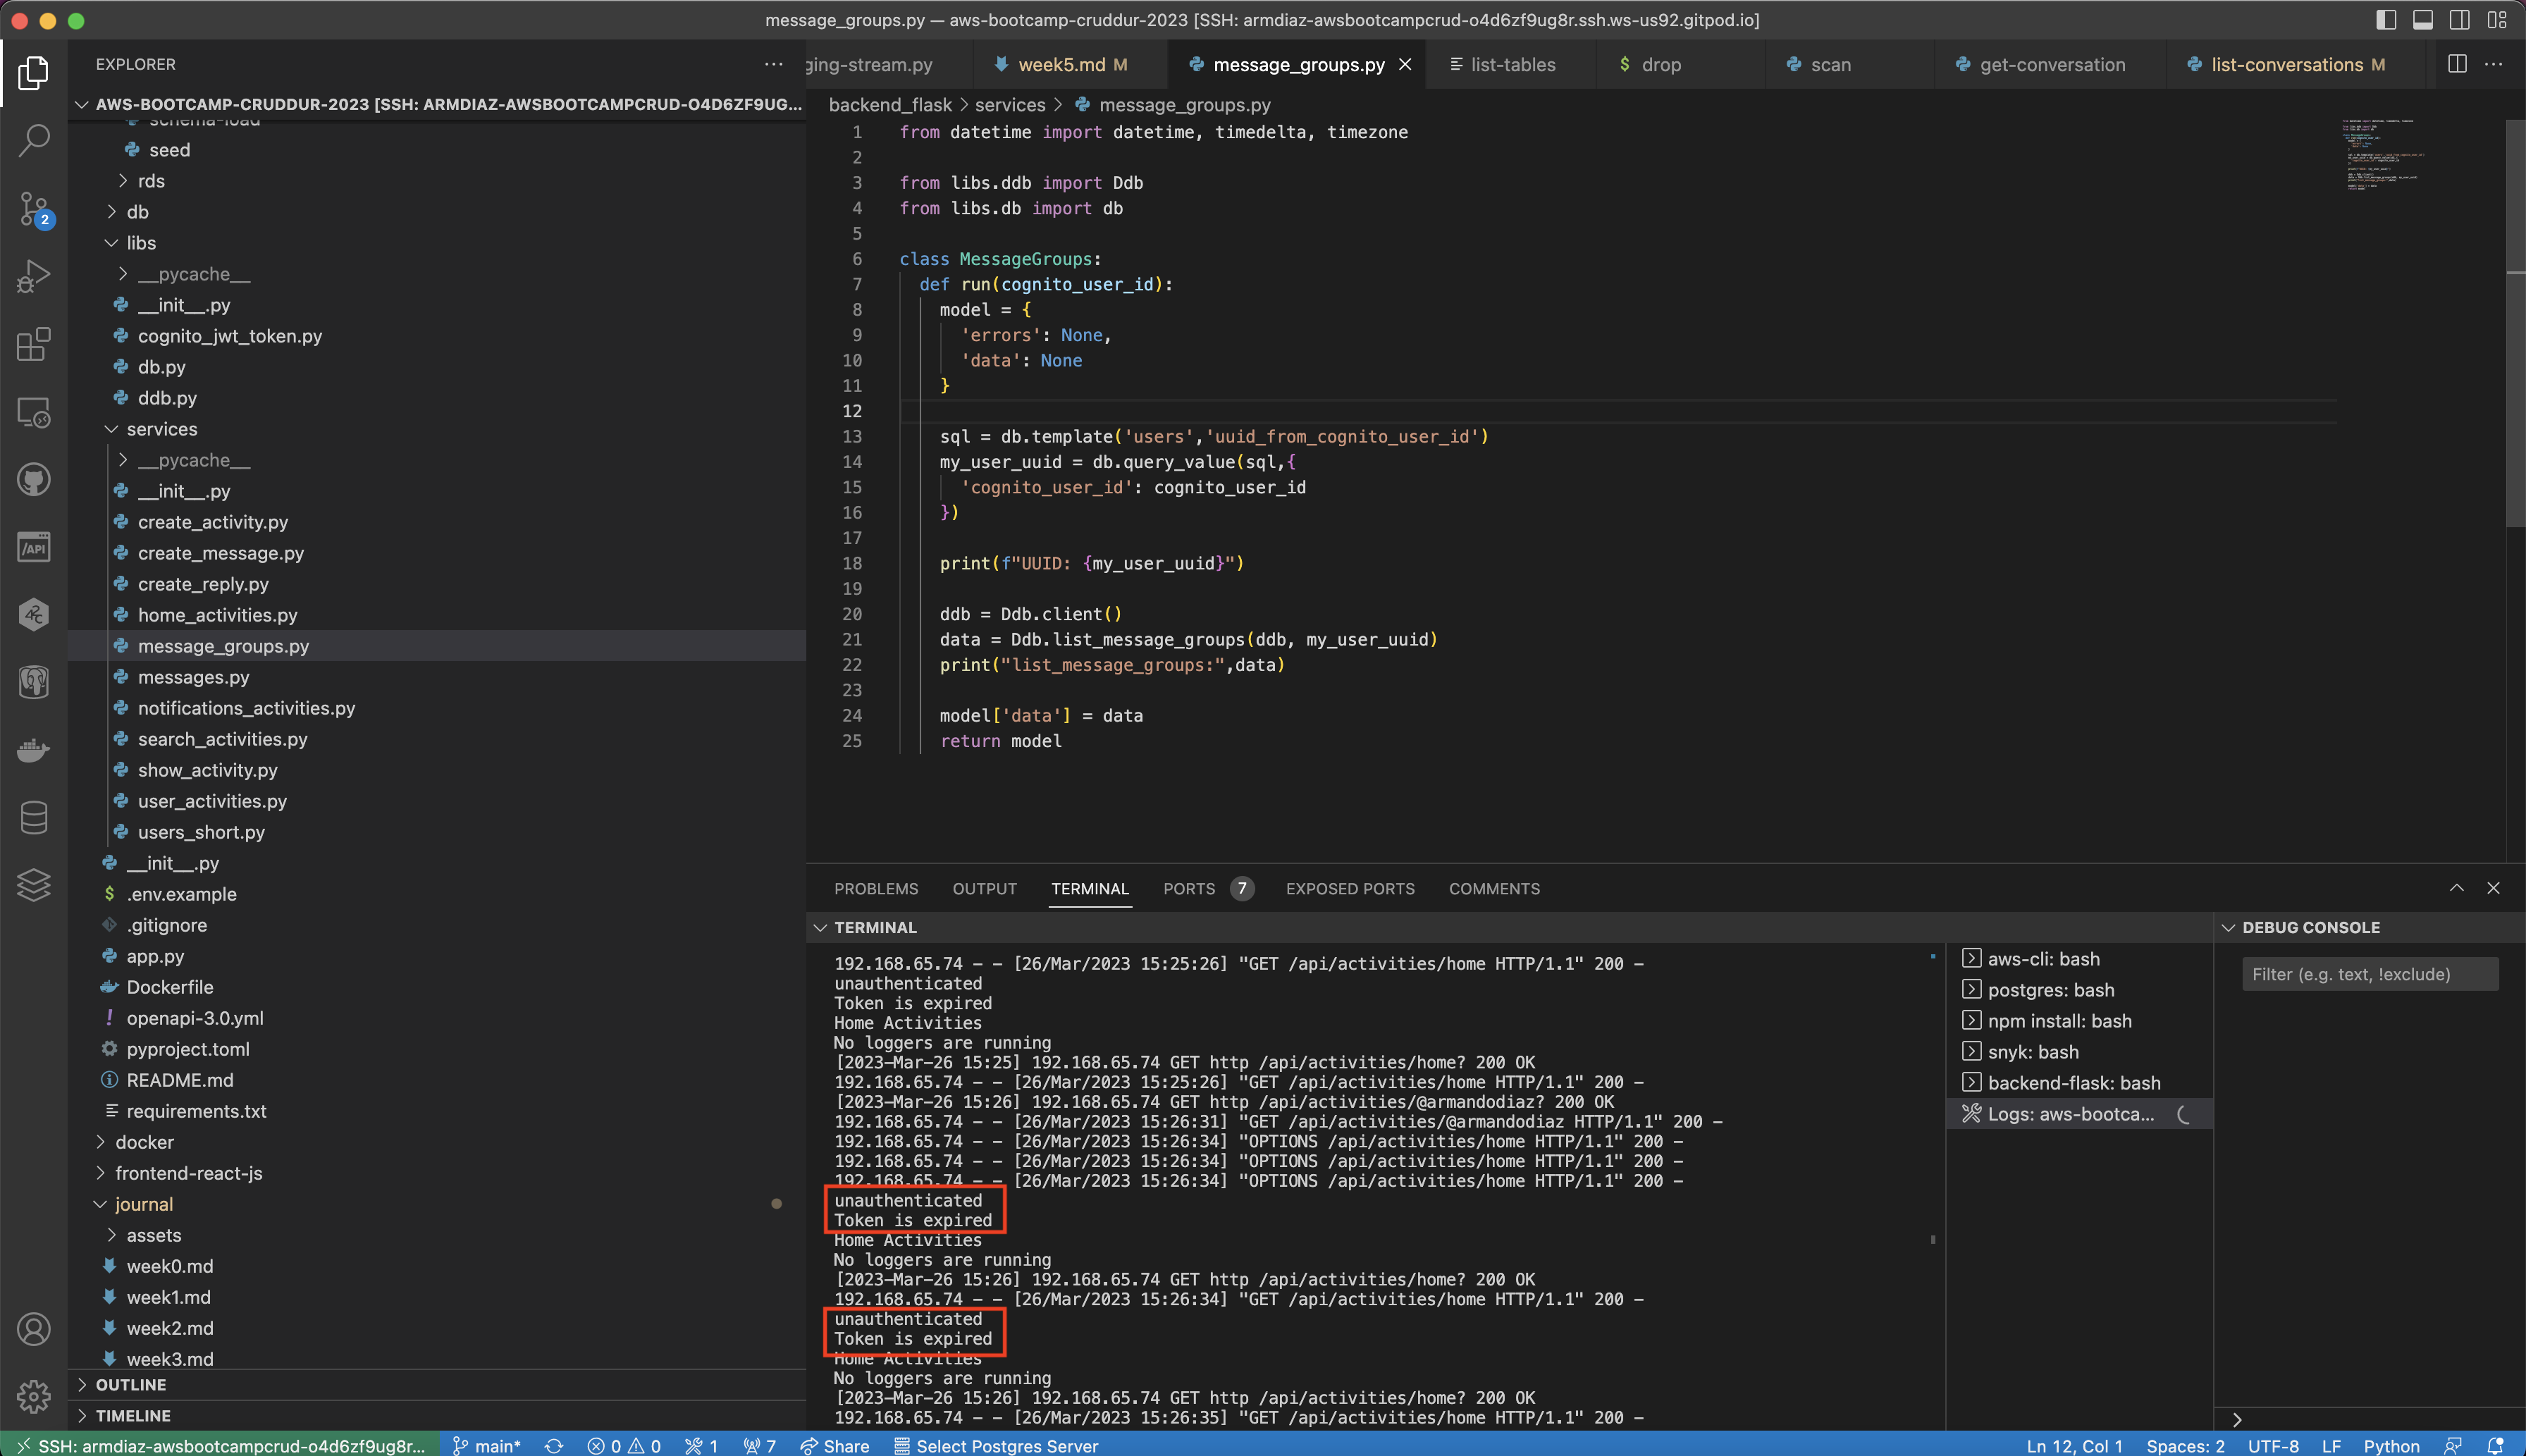 message_groups.py — aws-bootcamp-cruddur-2023 [SSH: armdiaz-awsbootcampcrud-o4d6zf9ug8r.ssh.ws-us92.gitpod.io]
EXPLORER
ging-stream.py
week5.md M
message_groups.py
list-tables
$ drop
scan
get-conversation
list-conversations M
AWS-BOOTCAMP-CRUDDUR-2023 [SSH: ARMDIAZ-AWSBOOTCAMPCRUD-O4D6ZF9UG...
schema-load
seed
rds
db
libs
__pycache__
__init__.py
cognito_jwt_token.py
db.py
ddb.py
services
__pycache__
__init__.py
create_activity.py
create_message.py
create_reply.py
home_activities.py
message_groups.py
messages.py
notifications_activities.py
search_activities.py
show_activity.py
user_activities.py
users_short.py
__init__.py
$ .env.example
.gitignore
app.py
Dockerfile
! openapi-3.0.yml
pyproject.toml
README.md
requirements.txt
docker
frontend-react-js
journal
assets
week0.md
week1.md
week2.md
week3.md
OUTLINE
TIMELINE
2
/API
backend_flask > services > message_groups.py
1 from datetime import datetime, timedelta, timezone
2
3 from libs.ddb import Ddb
4 from libs.db import db
5
6 class MessageGroups:
7 def run(cognito_user_id):
8 model = {
9 'errors': None,
10 'data': None
11 }
12
13 sql = db.template('users','uuid_from_cognito_user_id')
14 my_user_uuid = db.query_value(sql,{
15 'cognito_user_id': cognito_user_id
16 })
17
18 print(f"UUID: {my_user_uuid}")
19
20 ddb = Ddb.client()
21 data = Ddb.list_message_groups(ddb, my_user_uuid)
22 print("list_message_groups:",data)
23
24 model['data'] = data
25 return model
PROBLEMS OUTPUT TERMINAL PORTS 7 EXPOSED PORTS COMMENTS
TERMINAL
192.168.65.74 - - [26/Mar/2023 15:25:26] "GET /api/activities/home HTTP/1.1" 200 -
unauthenticated
Token is expired
Home Activities
No loggers are running
[2023-Mar-26 15:25] 192.168.65.74 GET http /api/activities/home? 200 OK
192.168.65.74 - - [26/Mar/2023 15:25:26] "GET /api/activities/home HTTP/1.1" 200 -
[2023-Mar-26 15:26] 192.168.65.74 GET http /api/activities/@armandodiaz? 200 OK
192.168.65.74 - - [26/Mar/2023 15:26:31] "GET /api/activities/@armandodiaz HTTP/1.1" 200 -
192.168.65.74 - - [26/Mar/2023 15:26:34] "OPTIONS /api/activities/home HTTP/1.1" 200 -
192.168.65.74 - - [26/Mar/2023 15:26:34] "OPTIONS /api/activities/home HTTP/1.1" 200 -
192.168.65.74 - - [26/Mar/2023 15:26:34] "OPTIONS /api/activities/home HTTP/1.1" 200 -
unauthenticated
Token is expired
Home Activities
No loggers are running
[2023-Mar-26 15:26] 192.168.65.74 GET http /api/activities/home? 200 OK
192.168.65.74 - - [26/Mar/2023 15:26:34] "GET /api/activities/home HTTP/1.1" 200 -
unauthenticated
Token is expired
Home Activities
No loggers are running
[2023-Mar-26 15:26] 192.168.65.74 GET http /api/activities/home? 200 OK
192.168.65.74 - - [26/Mar/2023 15:26:35] "GET /api/activities/home HTTP/1.1" 200 -
aws-cli: bash
postgres: bash
npm install: bash
snyk: bash
backend-flask: bash
Logs: aws-bootca...
DEBUG CONSOLE
Filter (e.g. text, !exclude)
SSH: armdiaz-awsbootcampcrud-o4d6zf9ug8r... main* 0 0 1 7 Share Select Postgres Server
Ln 12, Col 1 Spaces: 2 UTF-8 LF Python